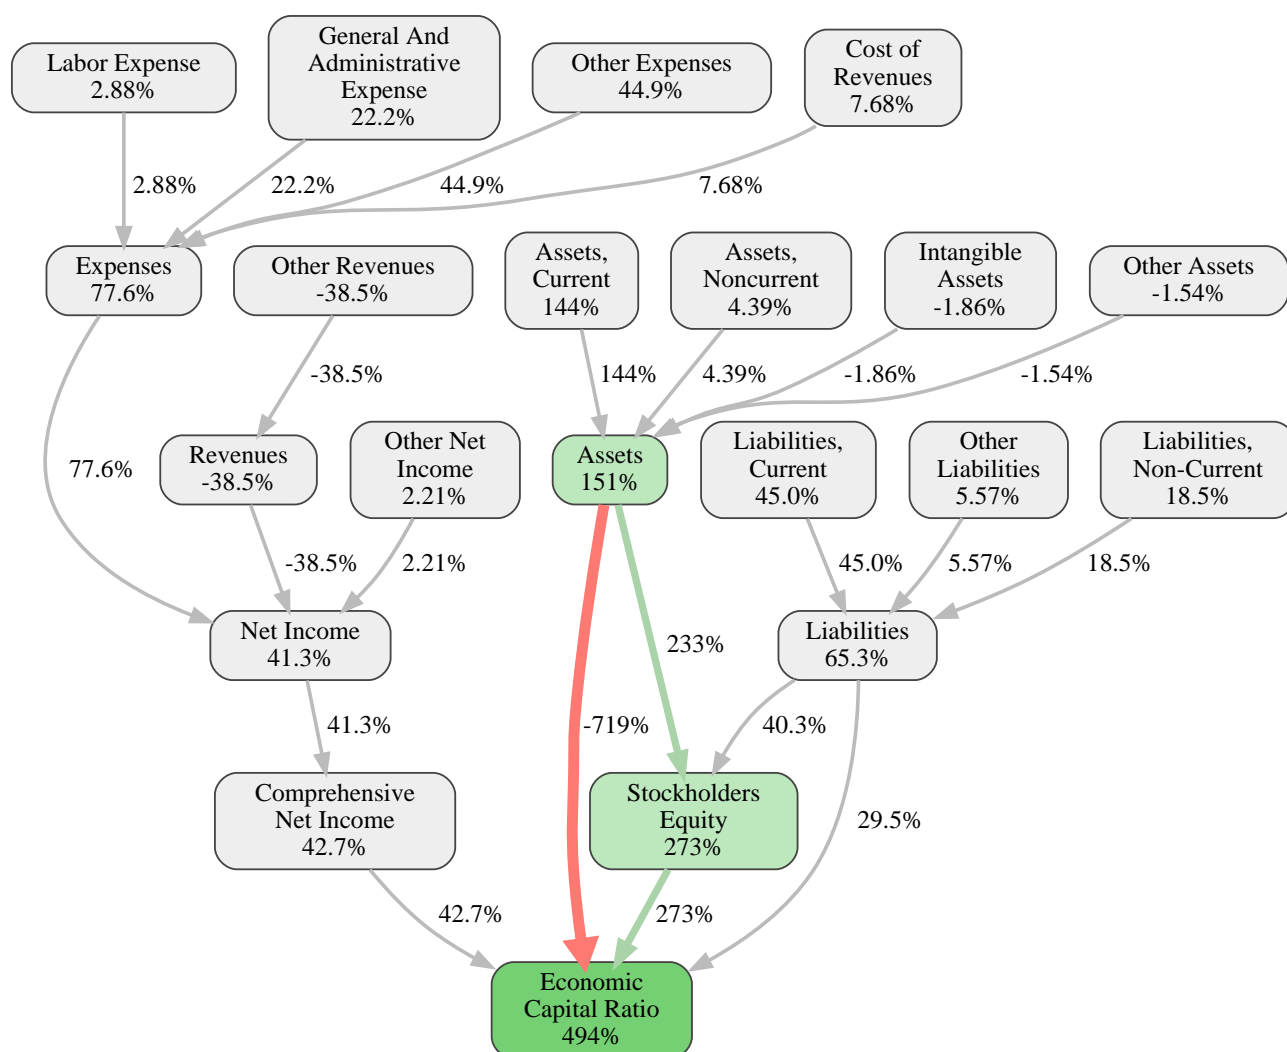 Labor Expense
2.88%
General And
Administrative
Expense
22.2%
Other Expenses
44.9%
Cost of
Revenues
7.68%
2.88%
22.2%
44.9%
7.68%
Expenses
77.6%
Other Revenues
-38.5%
Assets,
Current
144%
Assets,
Noncurrent
4.39%
Intangible
Assets
-1.86%
Other Assets
-1.54%
-38.5%
144%
4.39%
-1.86%
-1.54%
77.6%
Revenues
-38.5%
Other Net
Income
2.21%
Assets
151%
Liabilities,
Current
45.0%
Other
Liabilities
5.57%
Liabilities,
Non-Current
18.5%
-38.5%
2.21%
45.0%
5.57%
18.5%
Net Income
41.3%
233%
Liabilities
65.3%
41.3%
-719%
40.3%
Comprehensive
Net Income
42.7%
Stockholders
Equity
273%
29.5%
42.7%
273%
Economic
Capital Ratio
494%